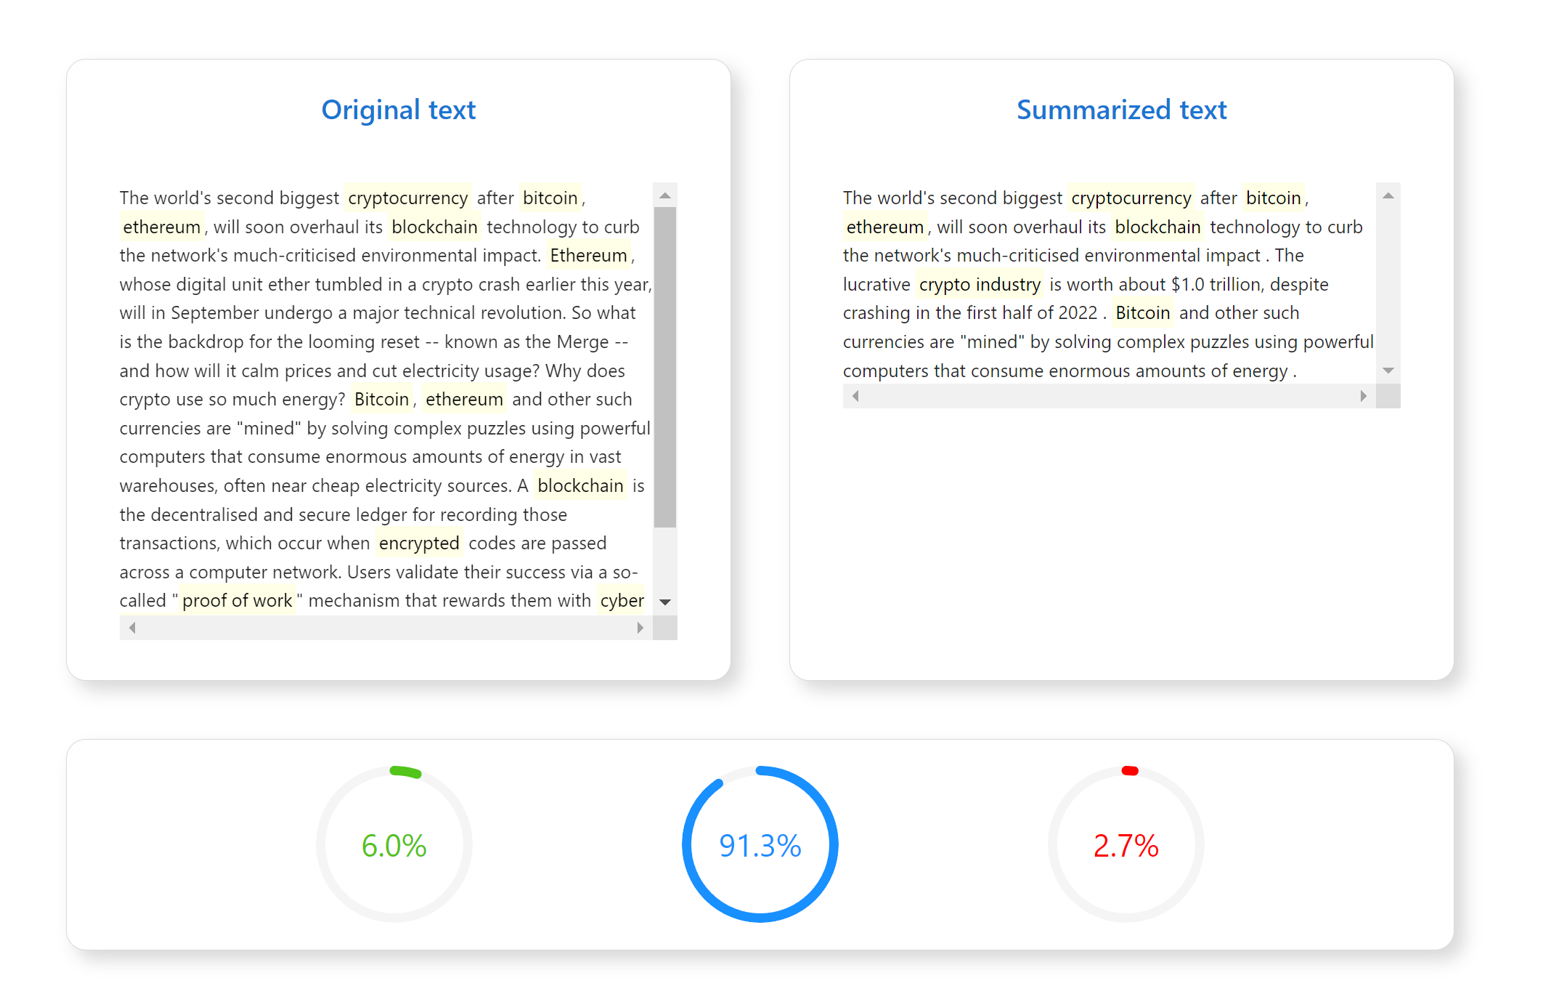 Original text
The world's second biggest cryptocurrency after bitcoin,
ethereum, will soon overhaul its blockchain technology to curb
the network's much-criticised environmental impact. Ethereum,
whose digital unit ether tumbled in a crypto crash earlier this year,
will in September undergo a major technical revolution. So what
is the backdrop for the looming reset -- known as the Merge --
and how will it calm prices and cut electricity usage? Why does
crypto use so much energy? Bitcoin, ethereum and other such
currencies are "mined" by solving complex puzzles using powerful
computers that consume enormous amounts of energy in vast
warehouses, often near cheap electricity sources. A blockchain is
the decentralised and secure ledger for recording those
transactions, which occur when encrypted codes are passed
across a computer network. Users validate their success via a so-
called "proof of work" mechanism that rewards them with cyber
Summarized text
The world's second biggest cryptocurrency after bitcoin,
ethereum, will soon overhaul its blockchain technology to curb
the network's much-criticised environmental impact . The
lucrative crypto industry is worth about $1.0 trillion, despite
crashing in the first half of 2022 . Bitcoin and other such
currencies are "mined" by solving complex puzzles using powerful
computers that consume enormous amounts of energy .
6.0%
91.3%
2.7%